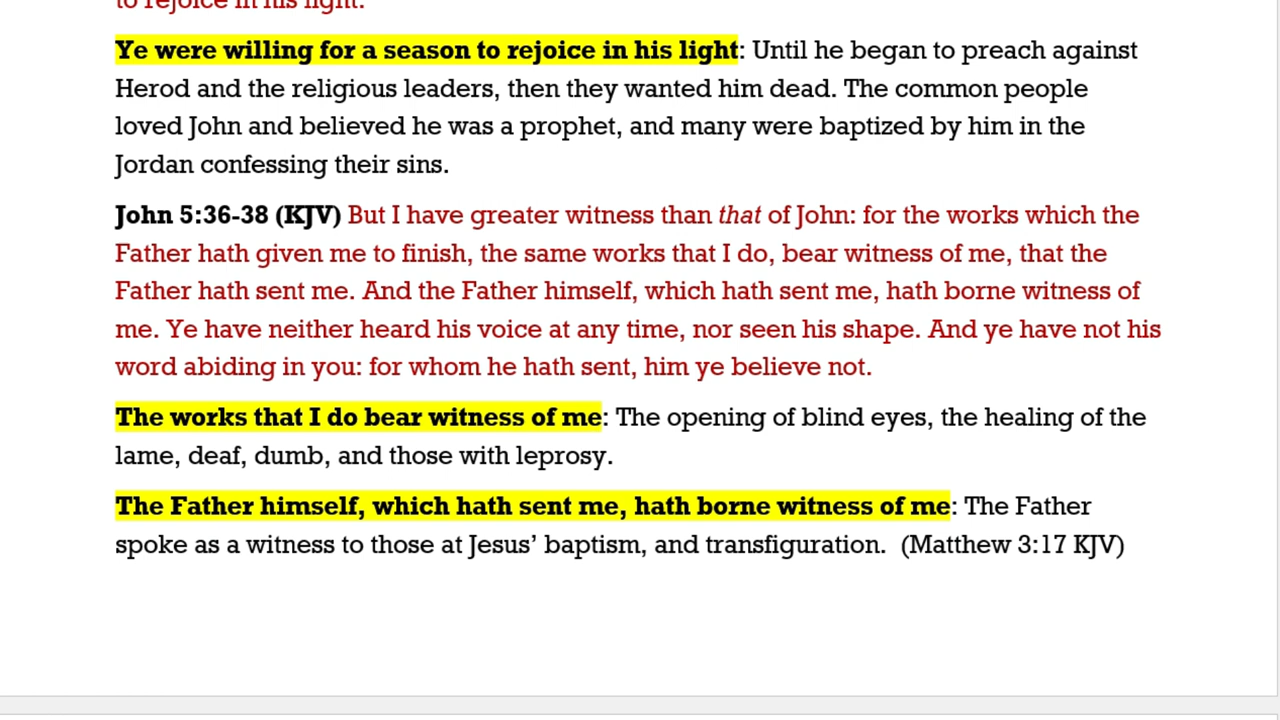 to rejoice in his light.
Ye were willing for a season to rejoice in his light: Until he began to preach against
Herod and the religious leaders, then they wanted him dead. The common people
loved John and believed he was a prophet, and many were baptized by him in the
Jordan confessing their sins.
John 5:36-38 (KJV) But I have greater witness than that of John: for the works which the
Father hath given me to finish, the same works that I do, bear witness of me, that the
Father hath sent me. And the Father himself, which hath sent me, hath borne witness of
me. Ye have neither heard his voice at any time, nor seen his shape. And ye have not his
word abiding in you: for whom he hath sent, him ye believe not.
The works that I do bear witness of me: The opening of blind eyes, the healing of the
lame, deaf, dumb, and those with leprosy.
The Father himself, which hath sent me, hath borne witness of me: The Father
spoke as a witness to those at Jesus’ baptism, and transfiguration.  (Matthew 3:17 KJV)